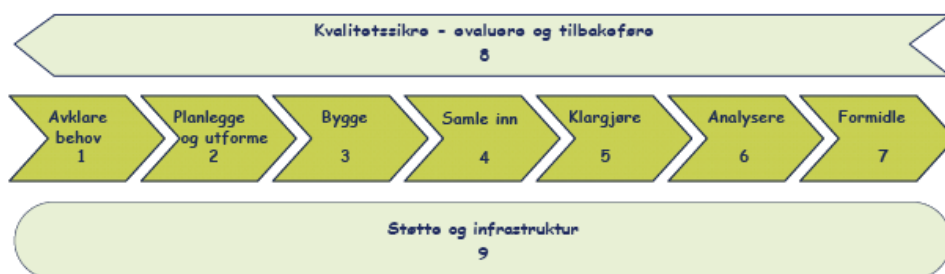 Kvalitetssikre - evaluere og tilbakeføre
8
Avklare
behov
1
Planlegge
og utforme
2
Bygge
3
Samle inn
4
Klargjøre
5
Analysere
6
Formidle
7
Støtte og infrastruktur
9